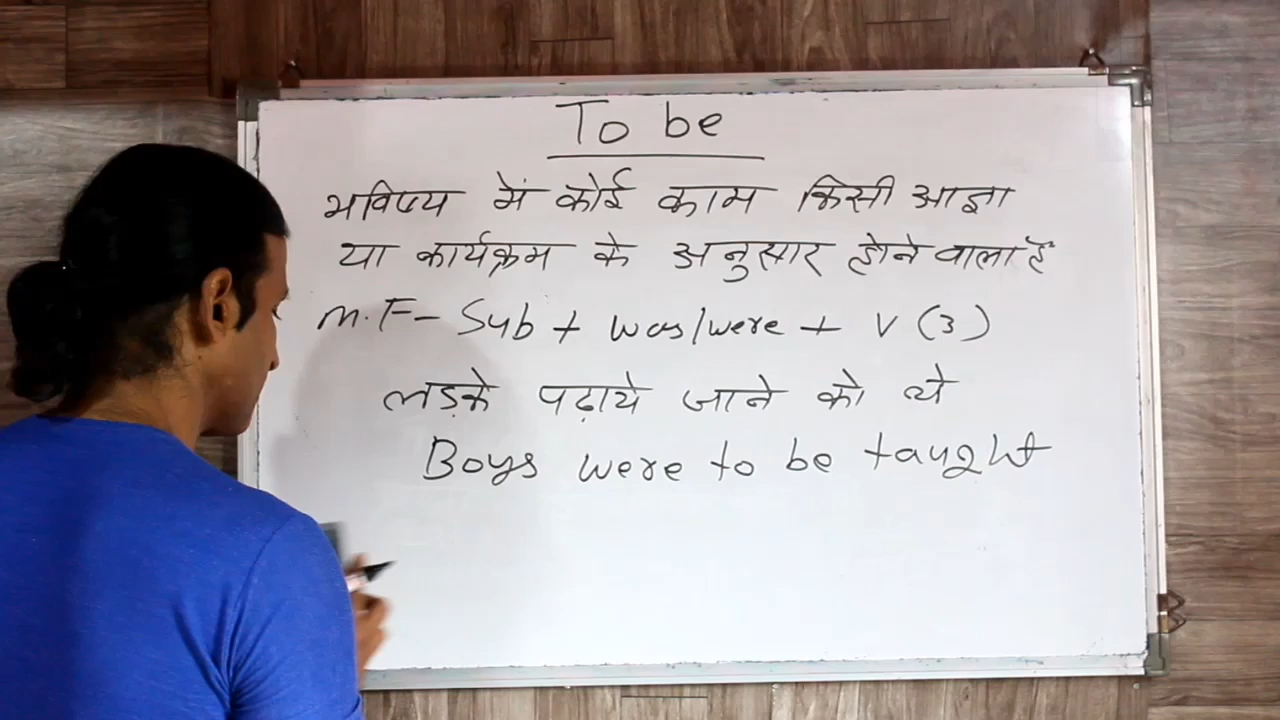 To be
भविष्य में कोई काम किसी आज्ञा
या कार्यक्रम के अनुसार होने वाला है
M.F- Sub + was/were + V (3)
लड़के पढ़ाये जाने को थे
Boys were to be taught